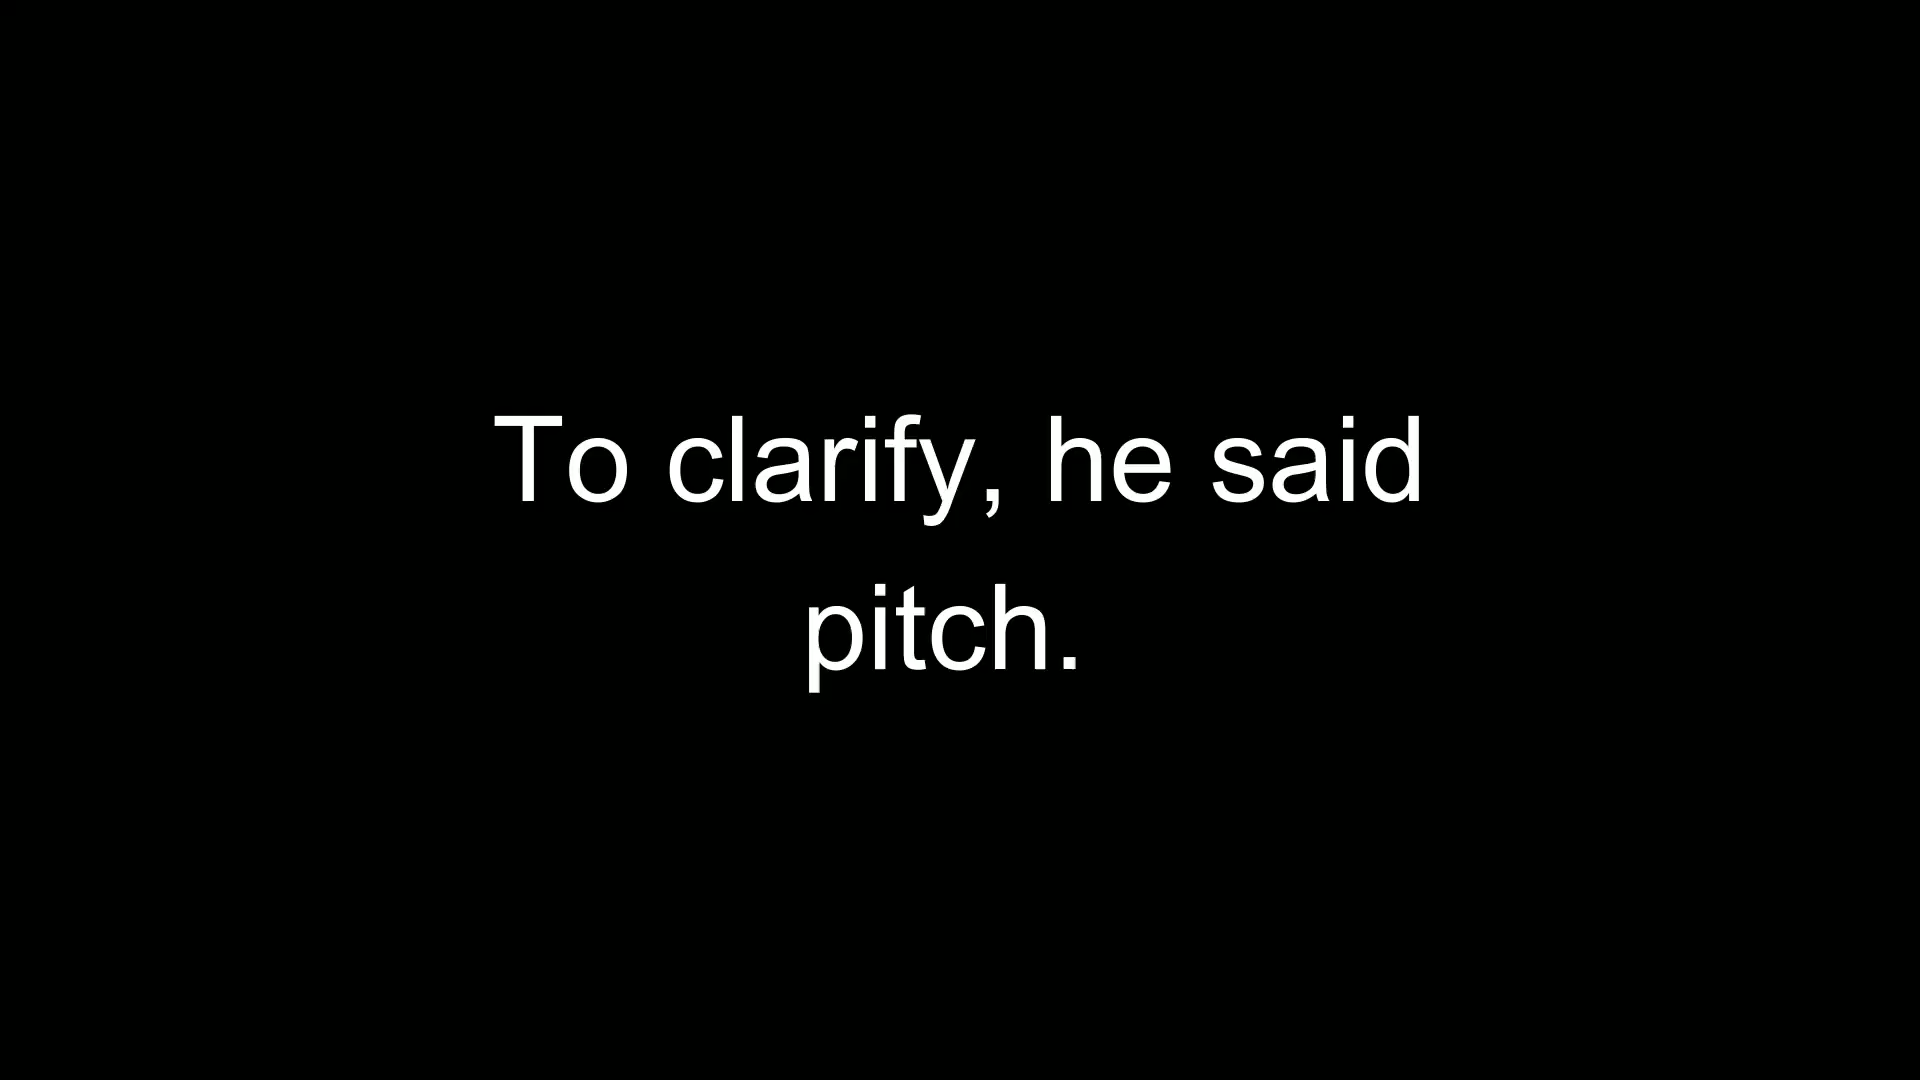 To clarify, he said
pitch.